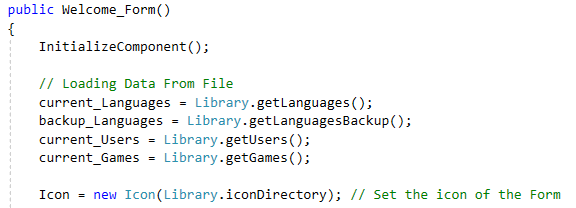 public Welcome_Form()
{
InitializeComponent();
// Loading Data From File
current_Languages = Library.getLanguages();
backup_Languages = Library.getLanguagesBackup();
current_Users = Library.getUsers();
current_Games = Library.getGames();
Icon = new Icon(Library.iconDirectory); // Set the icon of the Form